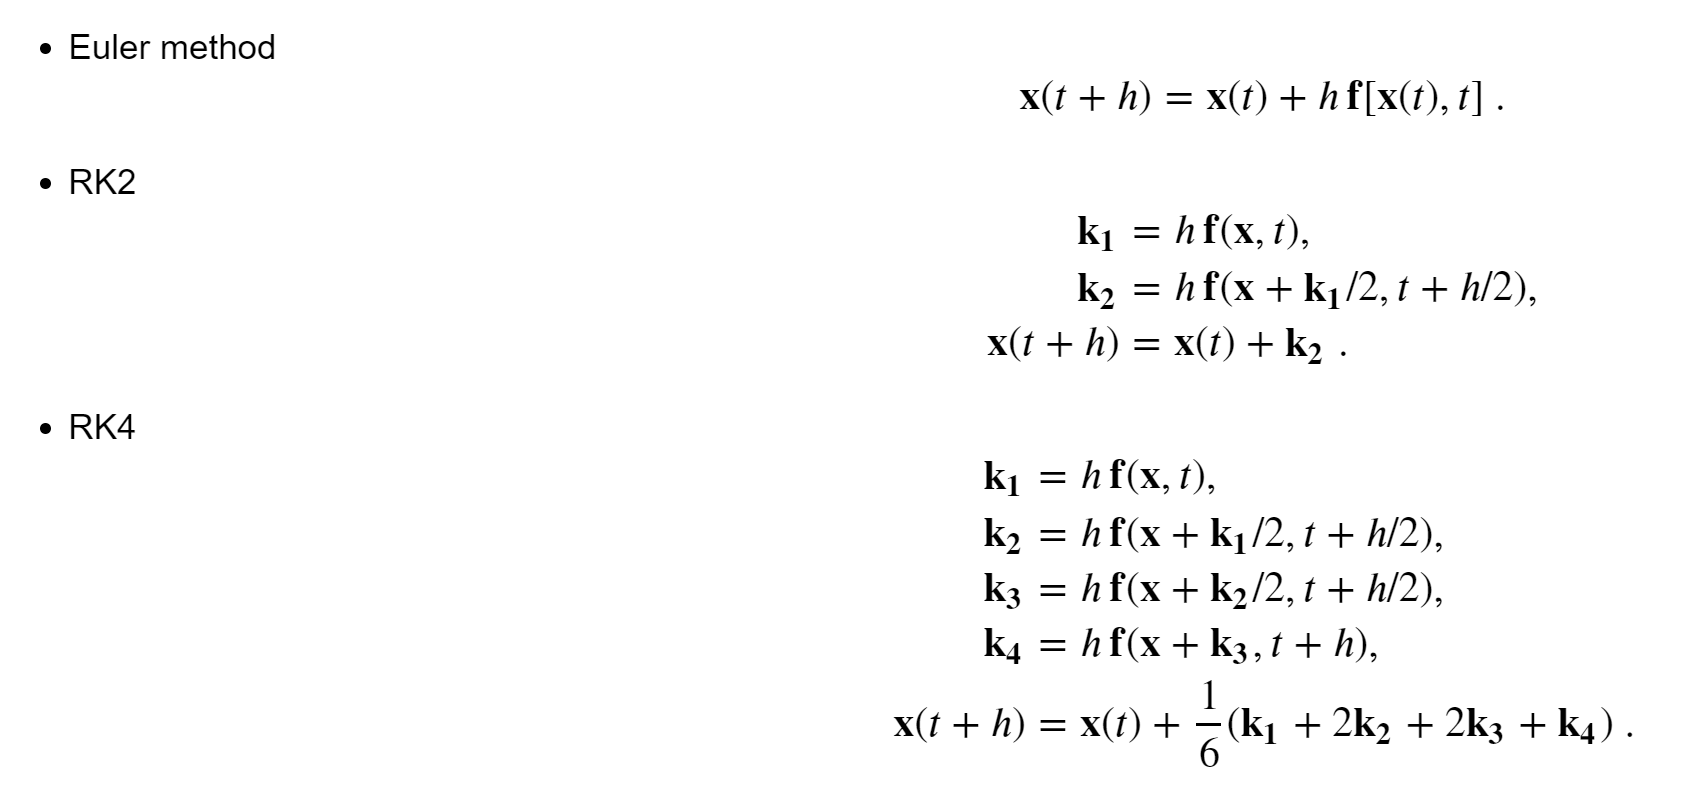 • Euler method
𝐱(t + h) = 𝐱(t) + h 𝐟[𝐱(t), t] .
• RK2
𝐤₁ = h 𝐟(𝐱, t),
𝐤₂ = h 𝐟(𝐱 + 𝐤₁/2, t + h/2),
𝐱(t + h) = 𝐱(t) + 𝐤₂ .
• RK4
𝐤₁ = h 𝐟(𝐱, t),
𝐤₂ = h 𝐟(𝐱 + 𝐤₁/2, t + h/2),
𝐤₃ = h 𝐟(𝐱 + 𝐤₂/2, t + h/2),
𝐤₄ = h 𝐟(𝐱 + 𝐤₃, t + h),
𝐱(t + h) = 𝐱(t) + 1/6 (𝐤₁ + 2𝐤₂ + 2𝐤₃ + 𝐤₄) .